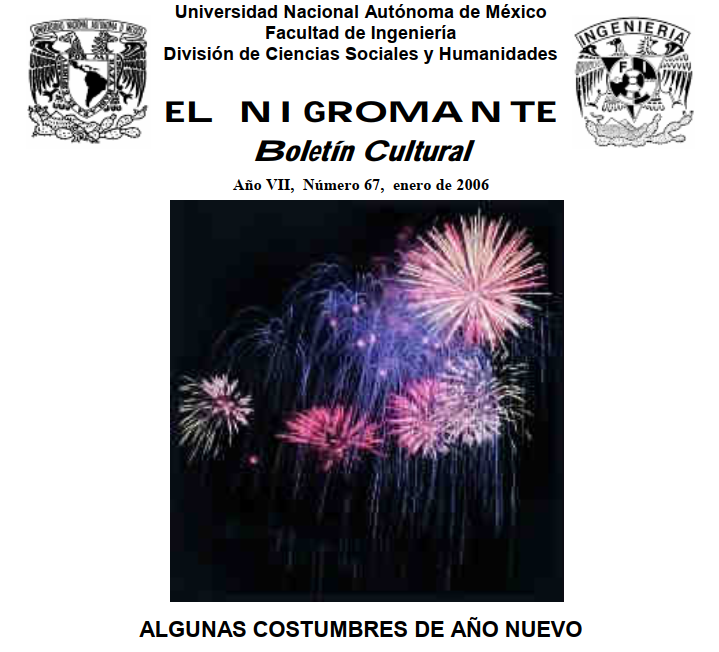 Universidad Nacional Autónoma de México
Facultad de Ingeniería
División de Ciencias Sociales y Humanidades
INGENIERIA
F I
EL NIGROMANTE
Boletín Cultural
Año VII, Número 67, enero de 2006
ALGUNAS COSTUMBRES DE AÑO NUEVO